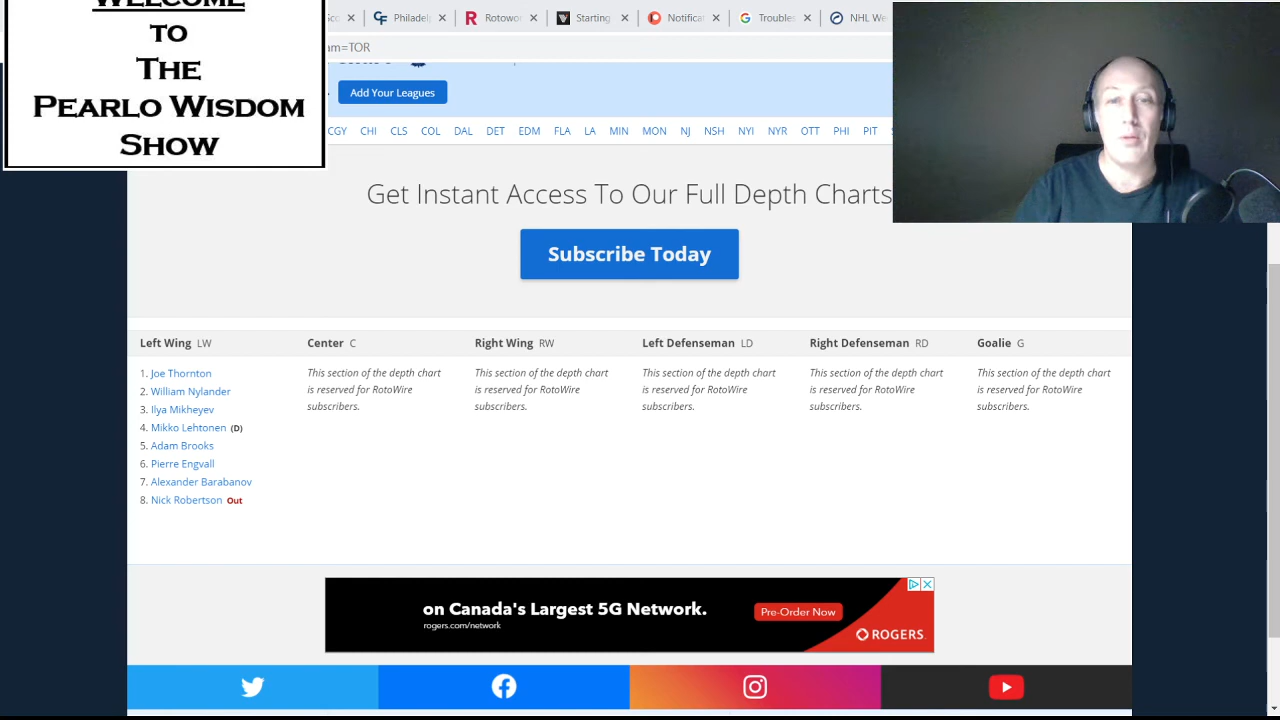 WELCOME
TO
THE
PEARLO WISDOM
SHOW
Philadel
Rotowor
Starting
Notificat
Troubles
NHL We
am=TOR
Add Your Leagues
CGY CHI CLS COL DAL DET EDM FLA LA MIN MON NJ NSH NYI NYR OTT PHI PIT
Get Instant Access To Our Full Depth Charts
Subscribe Today
Left Wing LW
Center C
Right Wing RW
Left Defenseman LD
Right Defenseman RD
Goalie G
1. Joe Thornton
2. William Nylander
3. Ilya Mikheyev
4. Mikko Lehtonen (D)
5. Adam Brooks
6. Pierre Engvall
7. Alexander Barabanov
8. Nick Robertson Out
This section of the depth chart
is reserved for RotoWire
subscribers.
This section of the depth chart
is reserved for RotoWire
subscribers.
This section of the depth chart
is reserved for RotoWire
subscribers.
This section of the depth chart
is reserved for RotoWire
subscribers.
This section of the depth chart
is reserved for RotoWire
subscribers.
on Canada's Largest 5G Network.
rogers.com/network
Pre-Order Now
ROGERS